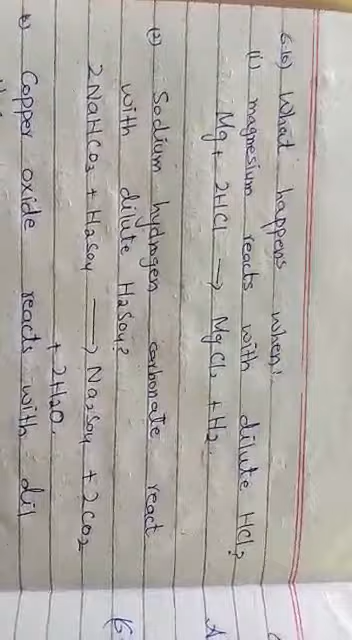 6.b) What happens when:
(i) magnesium reacts with dilute HCl?
Mg + 2HCl → MgCl2 + H2.
(2) Sodium hydrogen carbonate react
with dilute H2SO4?
2NaHCO3 + H2SO4 → Na2SO4 + 2CO2
+ 2H2O.
Copper oxide reacts with dil